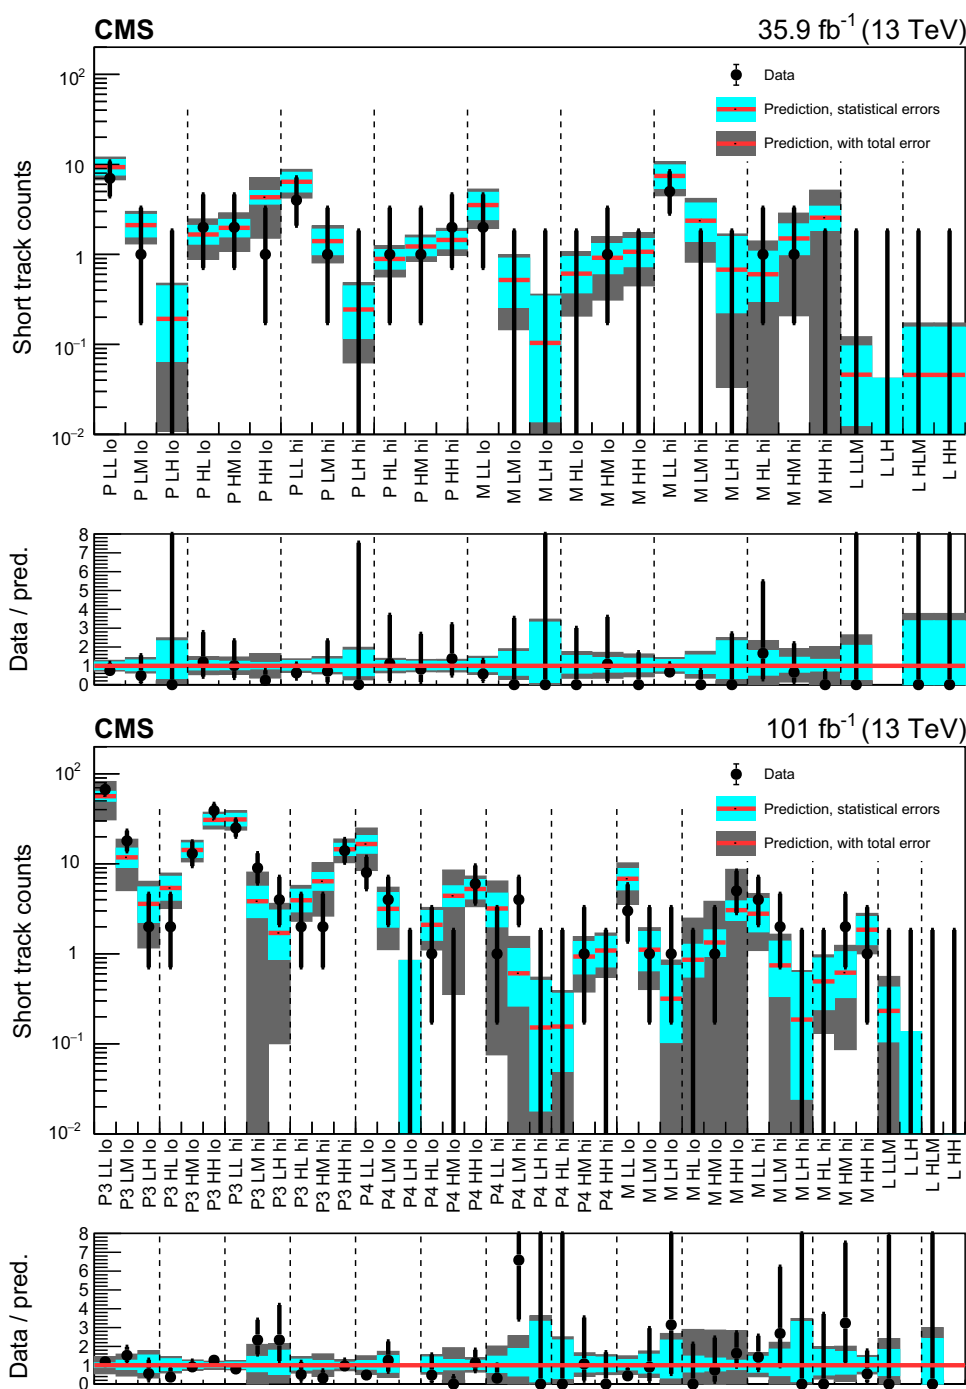 CMS 35.9 fb⁻¹ (13 TeV)
Short track counts
10²
10
1
10⁻¹
10⁻²
Data
Prediction, statistical errors
Prediction, with total error
P LL lo
P LM lo
P LH lo
P HL lo
P HM lo
P HH lo
P LL hi
P LM hi
P LH hi
P HL hi
P HM hi
P HH hi
M LL lo
M LM lo
M LH lo
M HL lo
M HM lo
M HH lo
M LL hi
M LM hi
M LH hi
M HL hi
M HM hi
M HH hi
L LLM
L LH
L HLM
L HH
Data / pred.
8
7
6
5
4
3
2
1
0
CMS 101 fb⁻¹ (13 TeV)
Short track counts
10²
10
1
10⁻¹
10⁻²
Data
Prediction, statistical errors
Prediction, with total error
P3 LL lo
P3 LM lo
P3 LH lo
P3 HL lo
P3 HM lo
P3 HH lo
P3 LL hi
P3 LM hi
P3 LH hi
P3 HL hi
P3 HM hi
P3 HH hi
P4 LL lo
P4 LM lo
P4 LH lo
P4 HL lo
P4 HM lo
P4 HH lo
P4 LL hi
P4 LM hi
P4 LH hi
P4 HL hi
P4 HM hi
P4 HH hi
M LL lo
M LM lo
M LH lo
M HL lo
M HM lo
M HH lo
M LL hi
M LM hi
M LH hi
M HL hi
M HM hi
M HH hi
L LLM
L LH
L HLM
L HH
Data / pred.
8
7
6
5
4
3
2
1
0